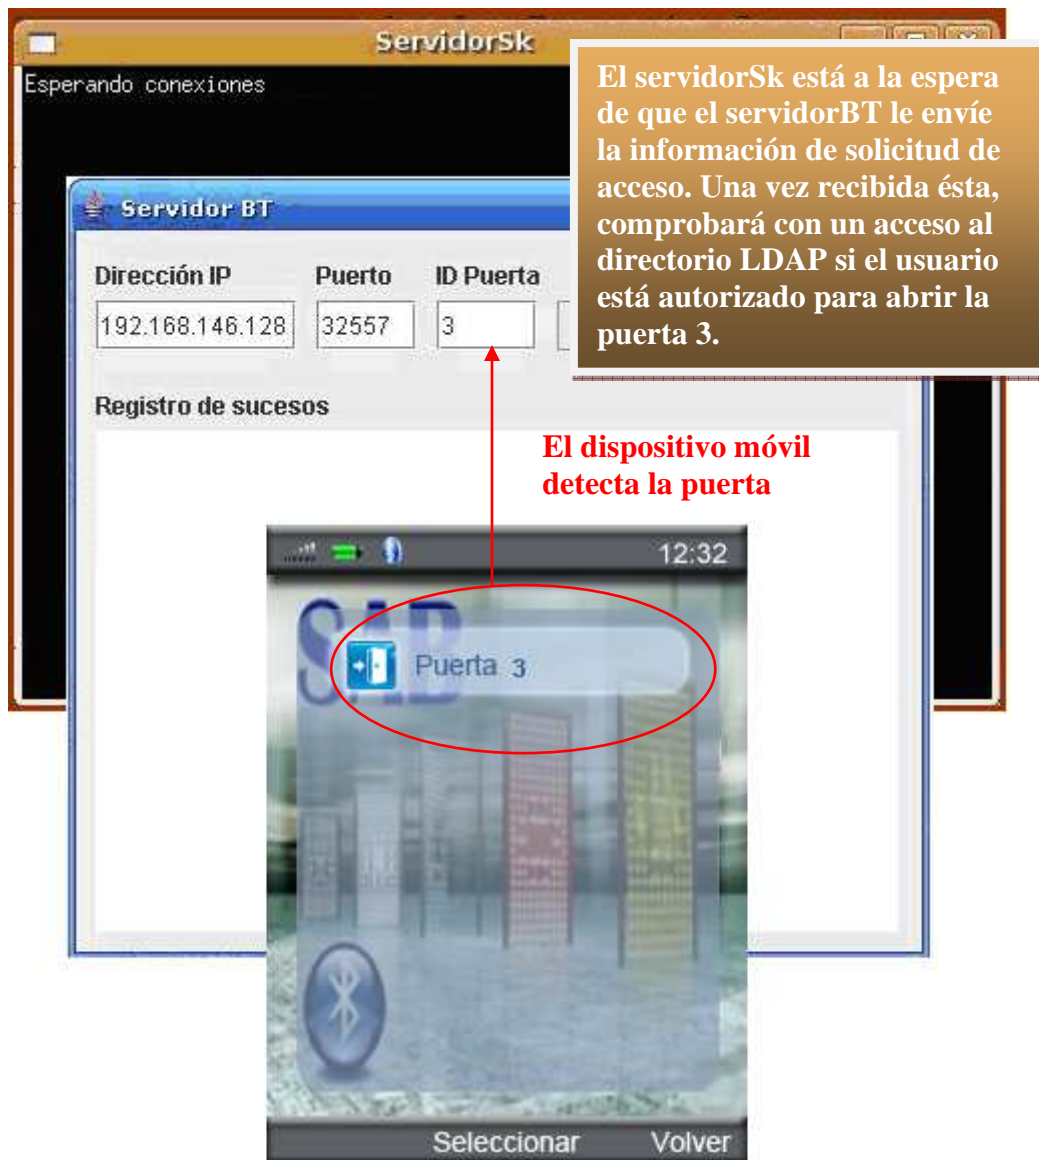 ServidorSk
Esperando conexiones
El servidorSk está a la espera
de que el servidorBT le envíe
la información de solicitud de
acceso. Una vez recibida ésta,
comprobará con un acceso al
directorio LDAP si el usuario
está autorizado para abrir la
puerta 3.
Servidor BT
Dirección IP Puerto ID Puerta
192.168.146.128 32557 3
Registro de sucesos
El dispositivo móvil
detecta la puerta
12:32
SAB
Puerta 3
Seleccionar Volver